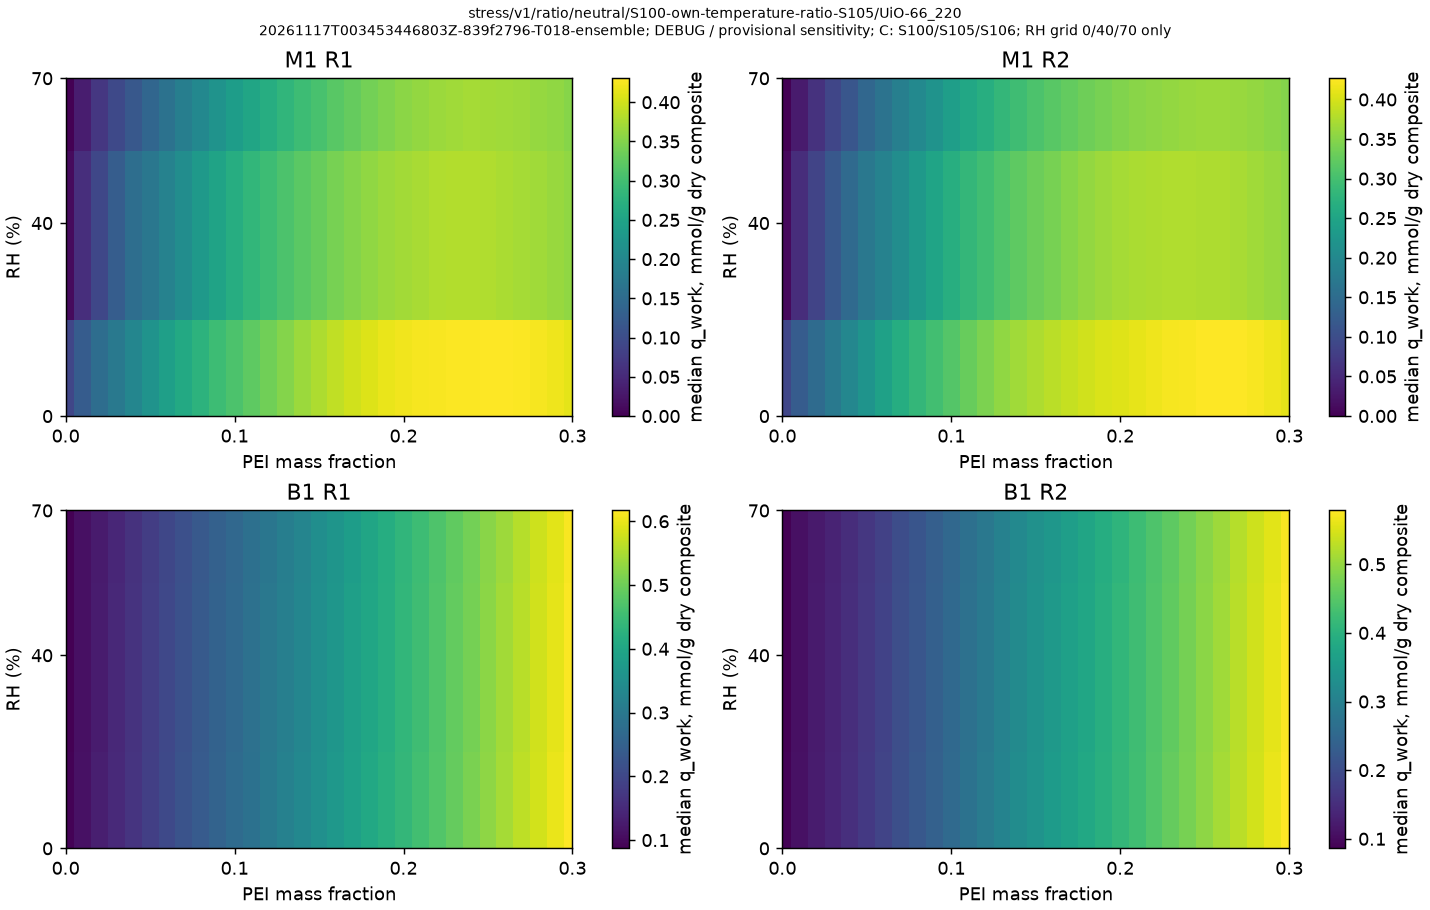 stress/v1/ratio/neutral/S100-own-temperature-ratio-S105/UiO-66_220
20261117T003453446803Z-839f2796-T018-ensemble; DEBUG / provisional sensitivity; C: S100/S105/S106; RH grid 0/40/70 only
M1 R1
70
40
0
RH (%)
0.0 0.1 0.2 0.3
PEI mass fraction
0.40
0.35
0.30
0.25
0.20
0.15
0.10
0.05
0.00
median q_work, mmol/g dry composite
M1 R2
70
40
0
RH (%)
0.0 0.1 0.2 0.3
PEI mass fraction
0.40
0.35
0.30
0.25
0.20
0.15
0.10
0.05
0.00
median q_work, mmol/g dry composite
B1 R1
70
40
0
RH (%)
0.0 0.1 0.2 0.3
PEI mass fraction
0.6
0.5
0.4
0.3
0.2
0.1
median q_work, mmol/g dry composite
B1 R2
70
40
0
RH (%)
0.0 0.1 0.2 0.3
PEI mass fraction
0.5
0.4
0.3
0.2
0.1
median q_work, mmol/g dry composite